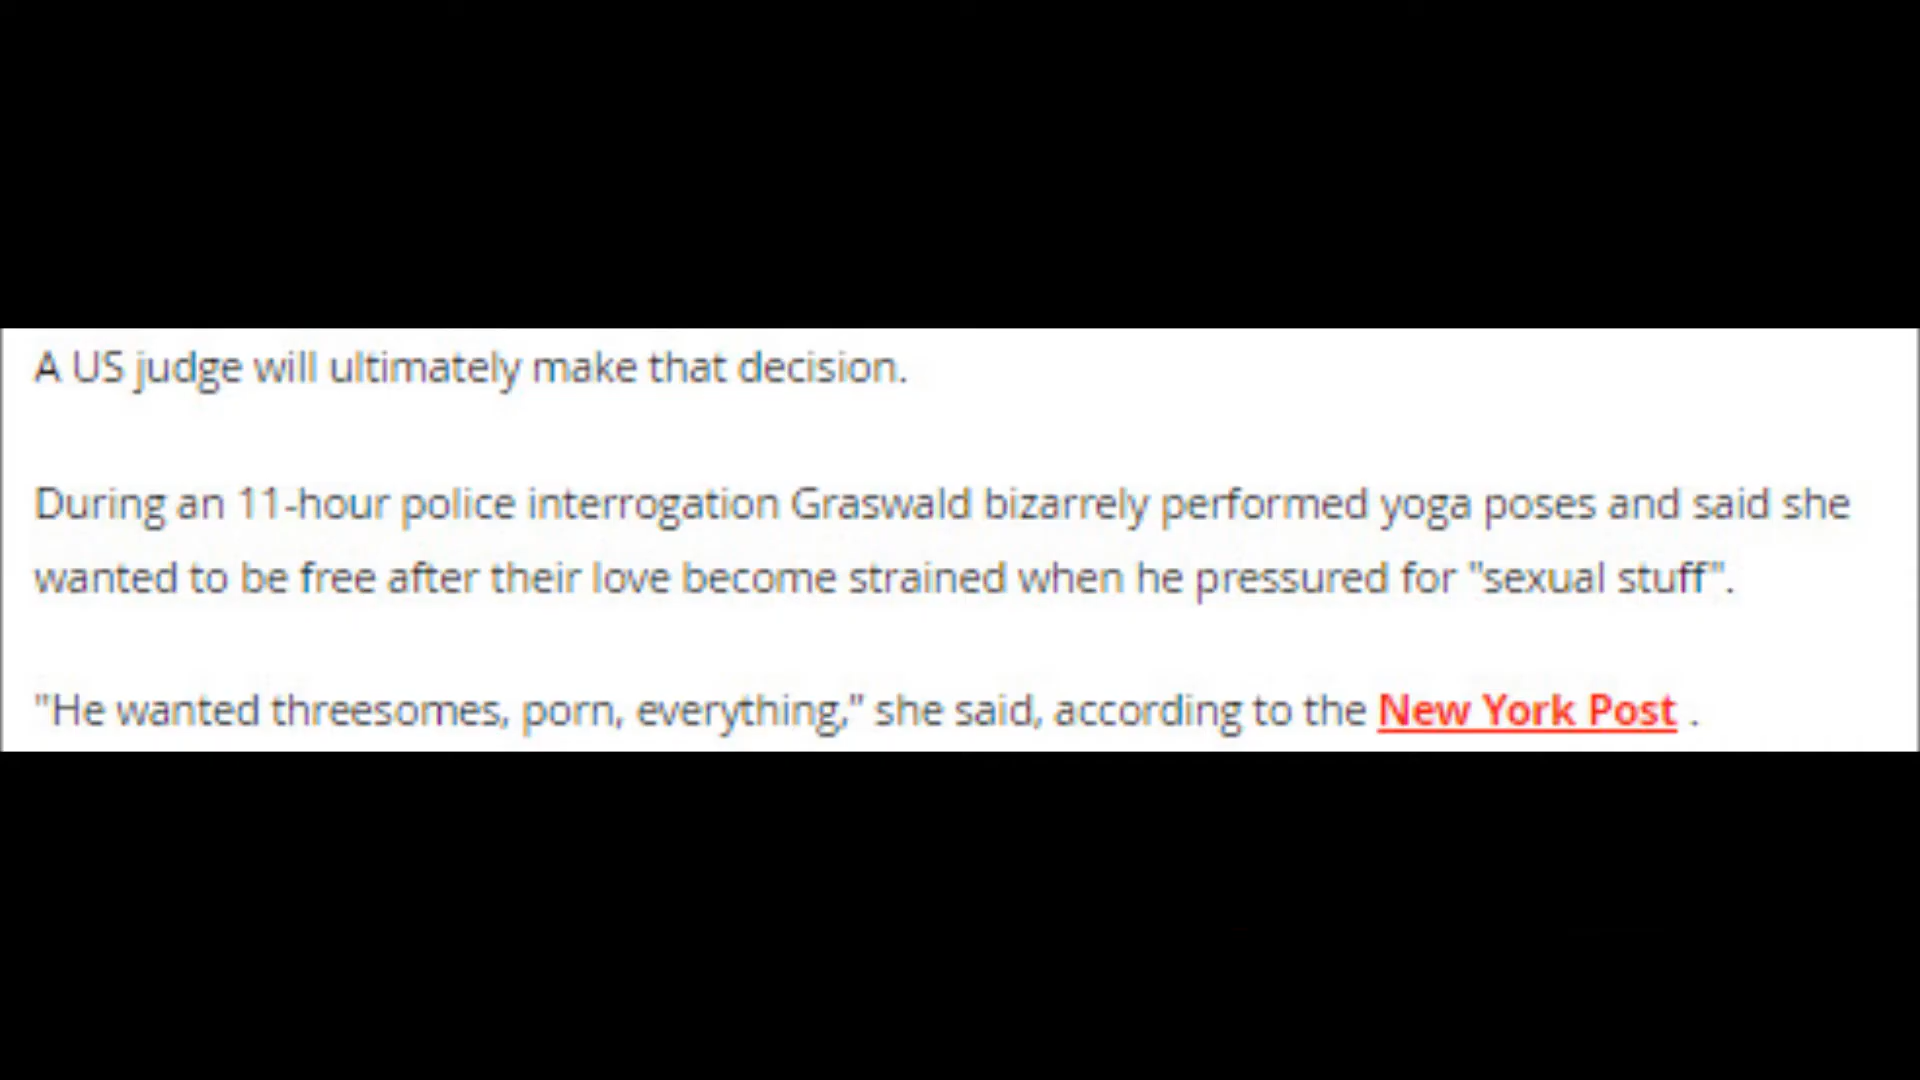 A US judge will ultimately make that decision.
During an 11-hour police interrogation Graswald bizarrely performed yoga poses and said she
wanted to be free after their love become strained when he pressured for "sexual stuff".
"He wanted threesomes, porn, everything," she said, according to the New York Post .